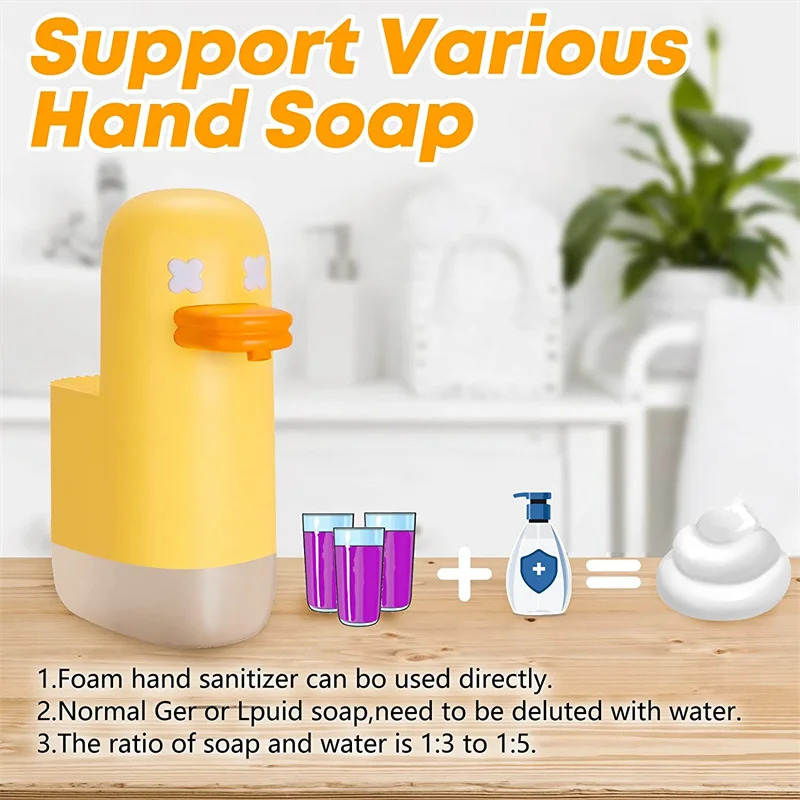 Support Various
Hand Soap
1.Foam hand sanitizer can bo used directly.
2.Normal Ger or Lpuid soap,need to be deluted with water.
3.The ratio of soap and water is 1:3 to 1:5.